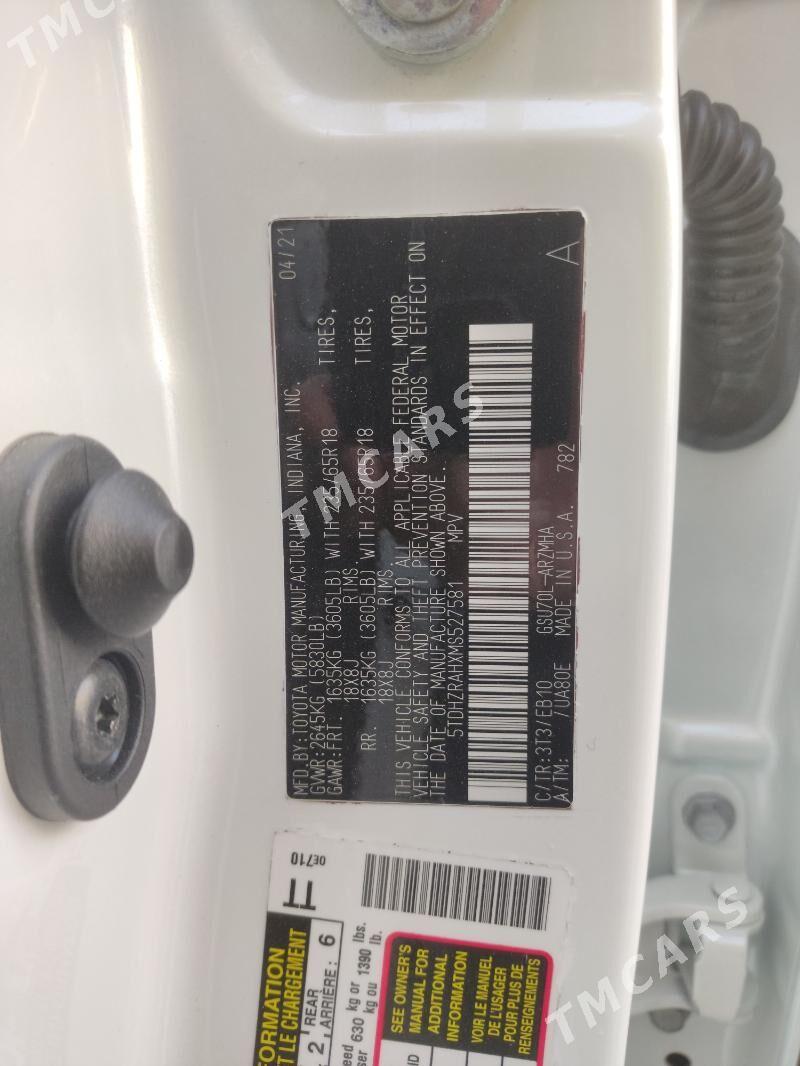 MFD.BY:TOYOTA MOTOR MANUFACTURING INDIANA, INC. 04/21
GVWR:2645KG (5830LB)
GAWR:FRT. 1635KG (3605LB) WITH 235/65R18 TIRES,
18X8J RIMS.
RR. 1635KG (3605LB) WITH 235/65R18 TIRES,
18X8J RIMS.
THIS VEHICLE CONFORMS TO ALL APPLICABLE FEDERAL MOTOR
VEHICLE SAFETY AND THEFT PREVENTION STANDARDS IN EFFECT ON
THE DATE OF MANUFACTURE SHOWN ABOVE.
5TDHZRAHXMS527581 MPV
C/TR:3T3/EB10 GSU70L-ARZMHA
A/TM: /UA80E MADE IN U.S.A. 782 A
0E710
ET LE CHARGEMENT
2 REAR ARRIÈRE: 6
630 kg or 1390 lbs.
kg ou 1390 lb.
SEE OWNER'S
MANUAL FOR
ADDITIONAL
INFORMATION
VOIR LE MANUEL
DE L'USAGER
POUR PLUS DE
RENSEIGNEMENTS
TMCARS
TMCARS
TMCARS